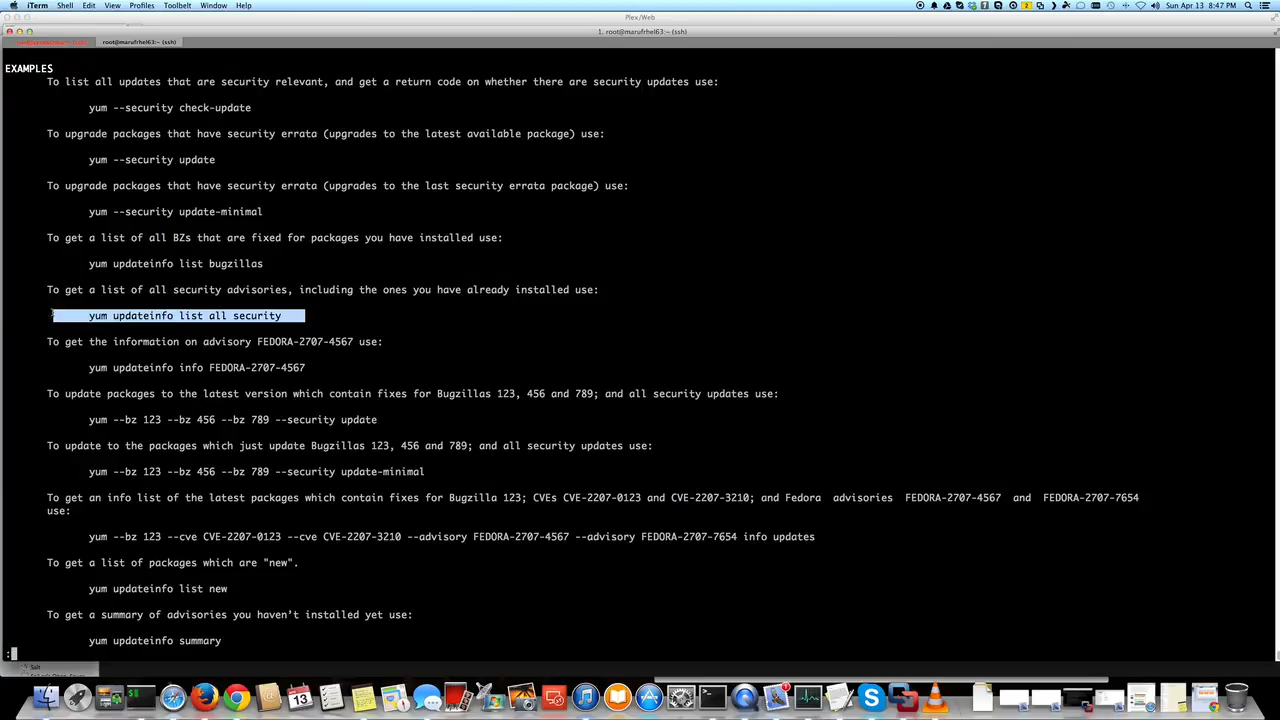 iTerm Shell Edit View Profiles Toolbelt Window Help
2
Sun Apr 13 8:47 PM
Plex/Web
1. root@marufrhel63:~ (ssh)
root@marufrhel63:~ (ssh)
EXAMPLES
To list all updates that are security relevant, and get a return code on whether there are security updates use:
yum --security check-update
To upgrade packages that have security errata (upgrades to the latest available package) use:
yum --security update
To upgrade packages that have security errata (upgrades to the last security errata package) use:
yum --security update-minimal
To get a list of all BZs that are fixed for packages you have installed use:
yum updateinfo list bugzillas
To get a list of all security advisories, including the ones you have already installed use:
yum updateinfo list all security
To get the information on advisory FEDORA-2707-4567 use:
yum updateinfo info FEDORA-2707-4567
To update packages to the latest version which contain fixes for Bugzillas 123, 456 and 789; and all security updates use:
yum --bz 123 --bz 456 --bz 789 --security update
To update to the packages which just update Bugzillas 123, 456 and 789; and all security updates use:
yum --bz 123 --bz 456 --bz 789 --security update-minimal
To get an info list of the latest packages which contain fixes for Bugzilla 123; CVEs CVE-2207-0123 and CVE-2207-3210; and Fedora advisories FEDORA-2707-4567 and FEDORA-2707-7654
use:
yum --bz 123 --cve CVE-2207-0123 --cve CVE-2207-3210 --advisory FEDORA-2707-4567 --advisory FEDORA-2707-7654 info updates
To get a list of packages which are "new".
yum updateinfo list new
To get a summary of advisories you haven't installed yet use:
yum updateinfo summary
:
Salt
13